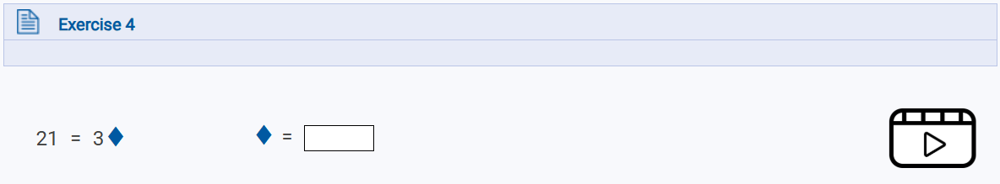 Exercise 4
21 = 3♦ ♦ =